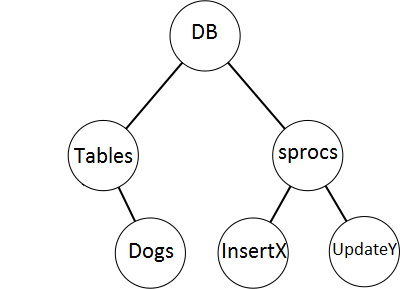 DB
Tables
sprocs
Dogs
InsertX
UpdateY